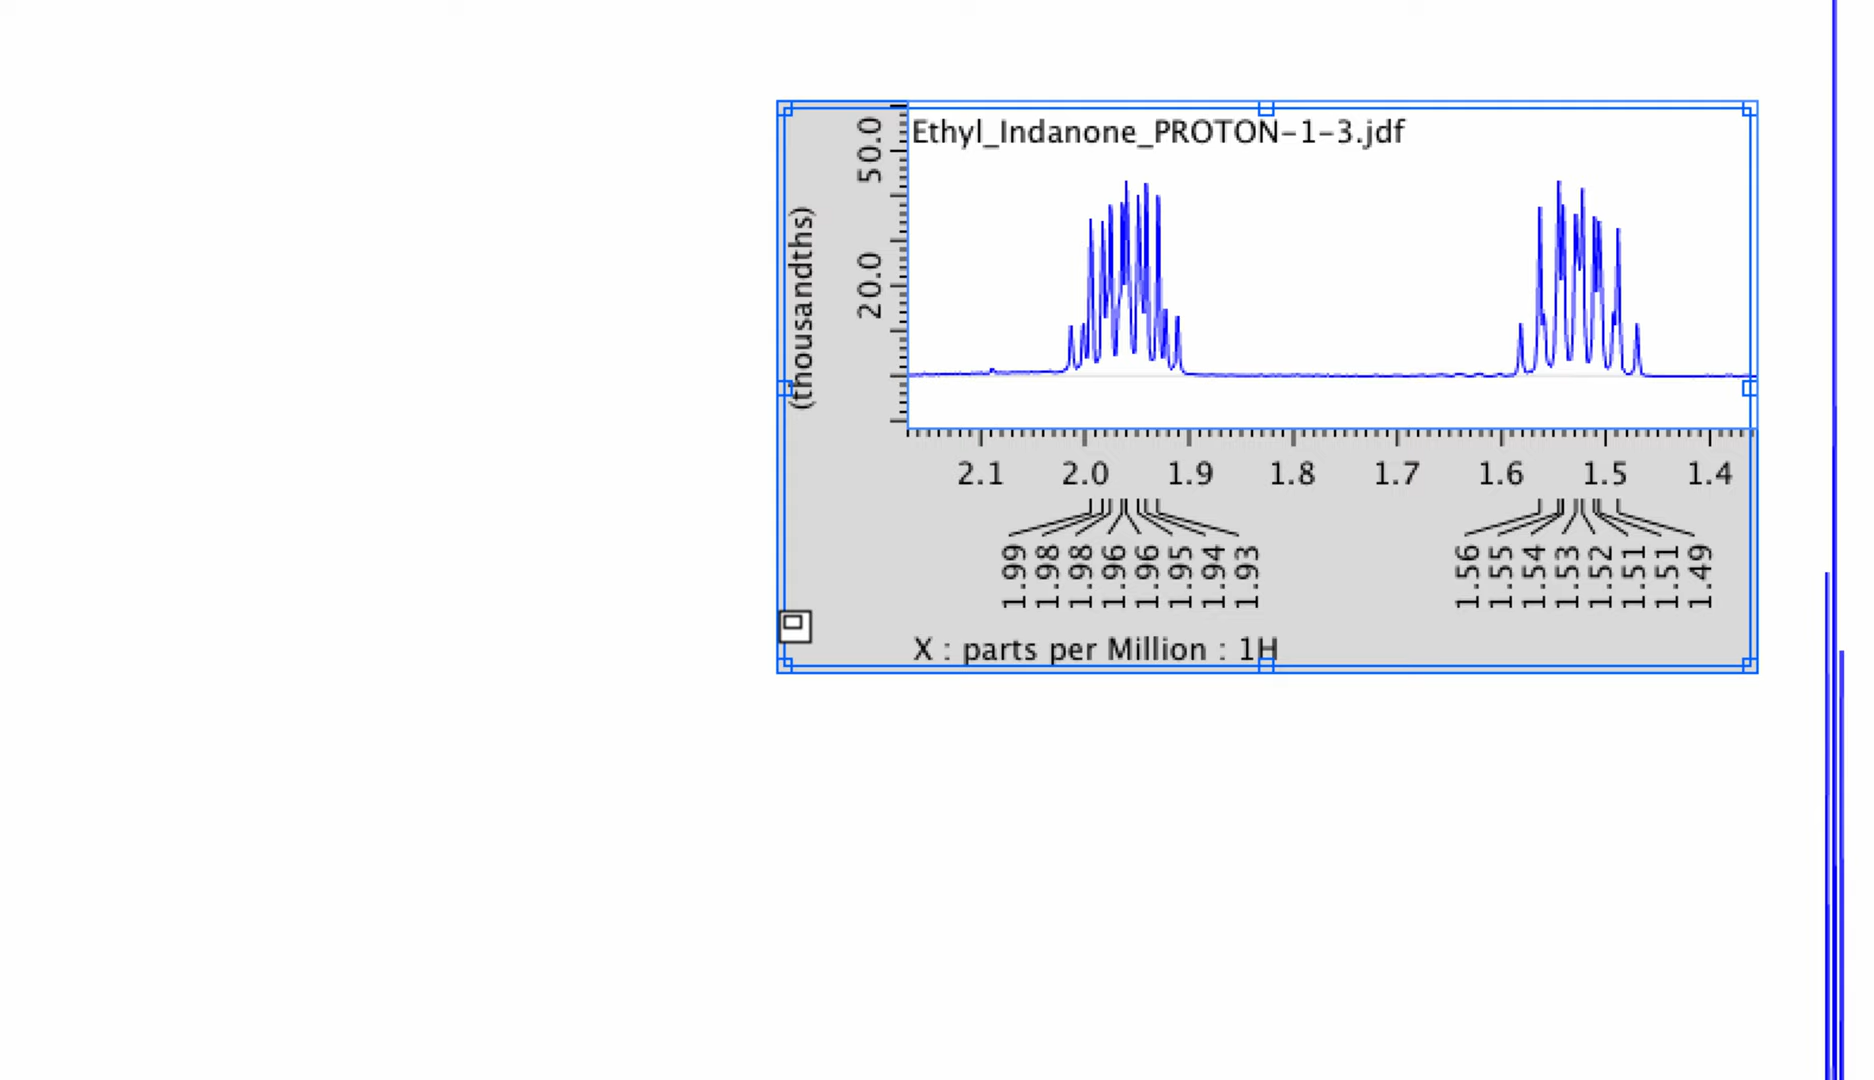 Ethyl_Indanone_PROTON-1-3.jdf
(thousandths)
50.0
20.0
2.1 2.0 1.9 1.8 1.7 1.6 1.5 1.4
1.99 1.98 1.98 1.96 1.96 1.95 1.94 1.93 1.56 1.55 1.54 1.53 1.52 1.51 1.51 1.49
X : parts per Million : 1H